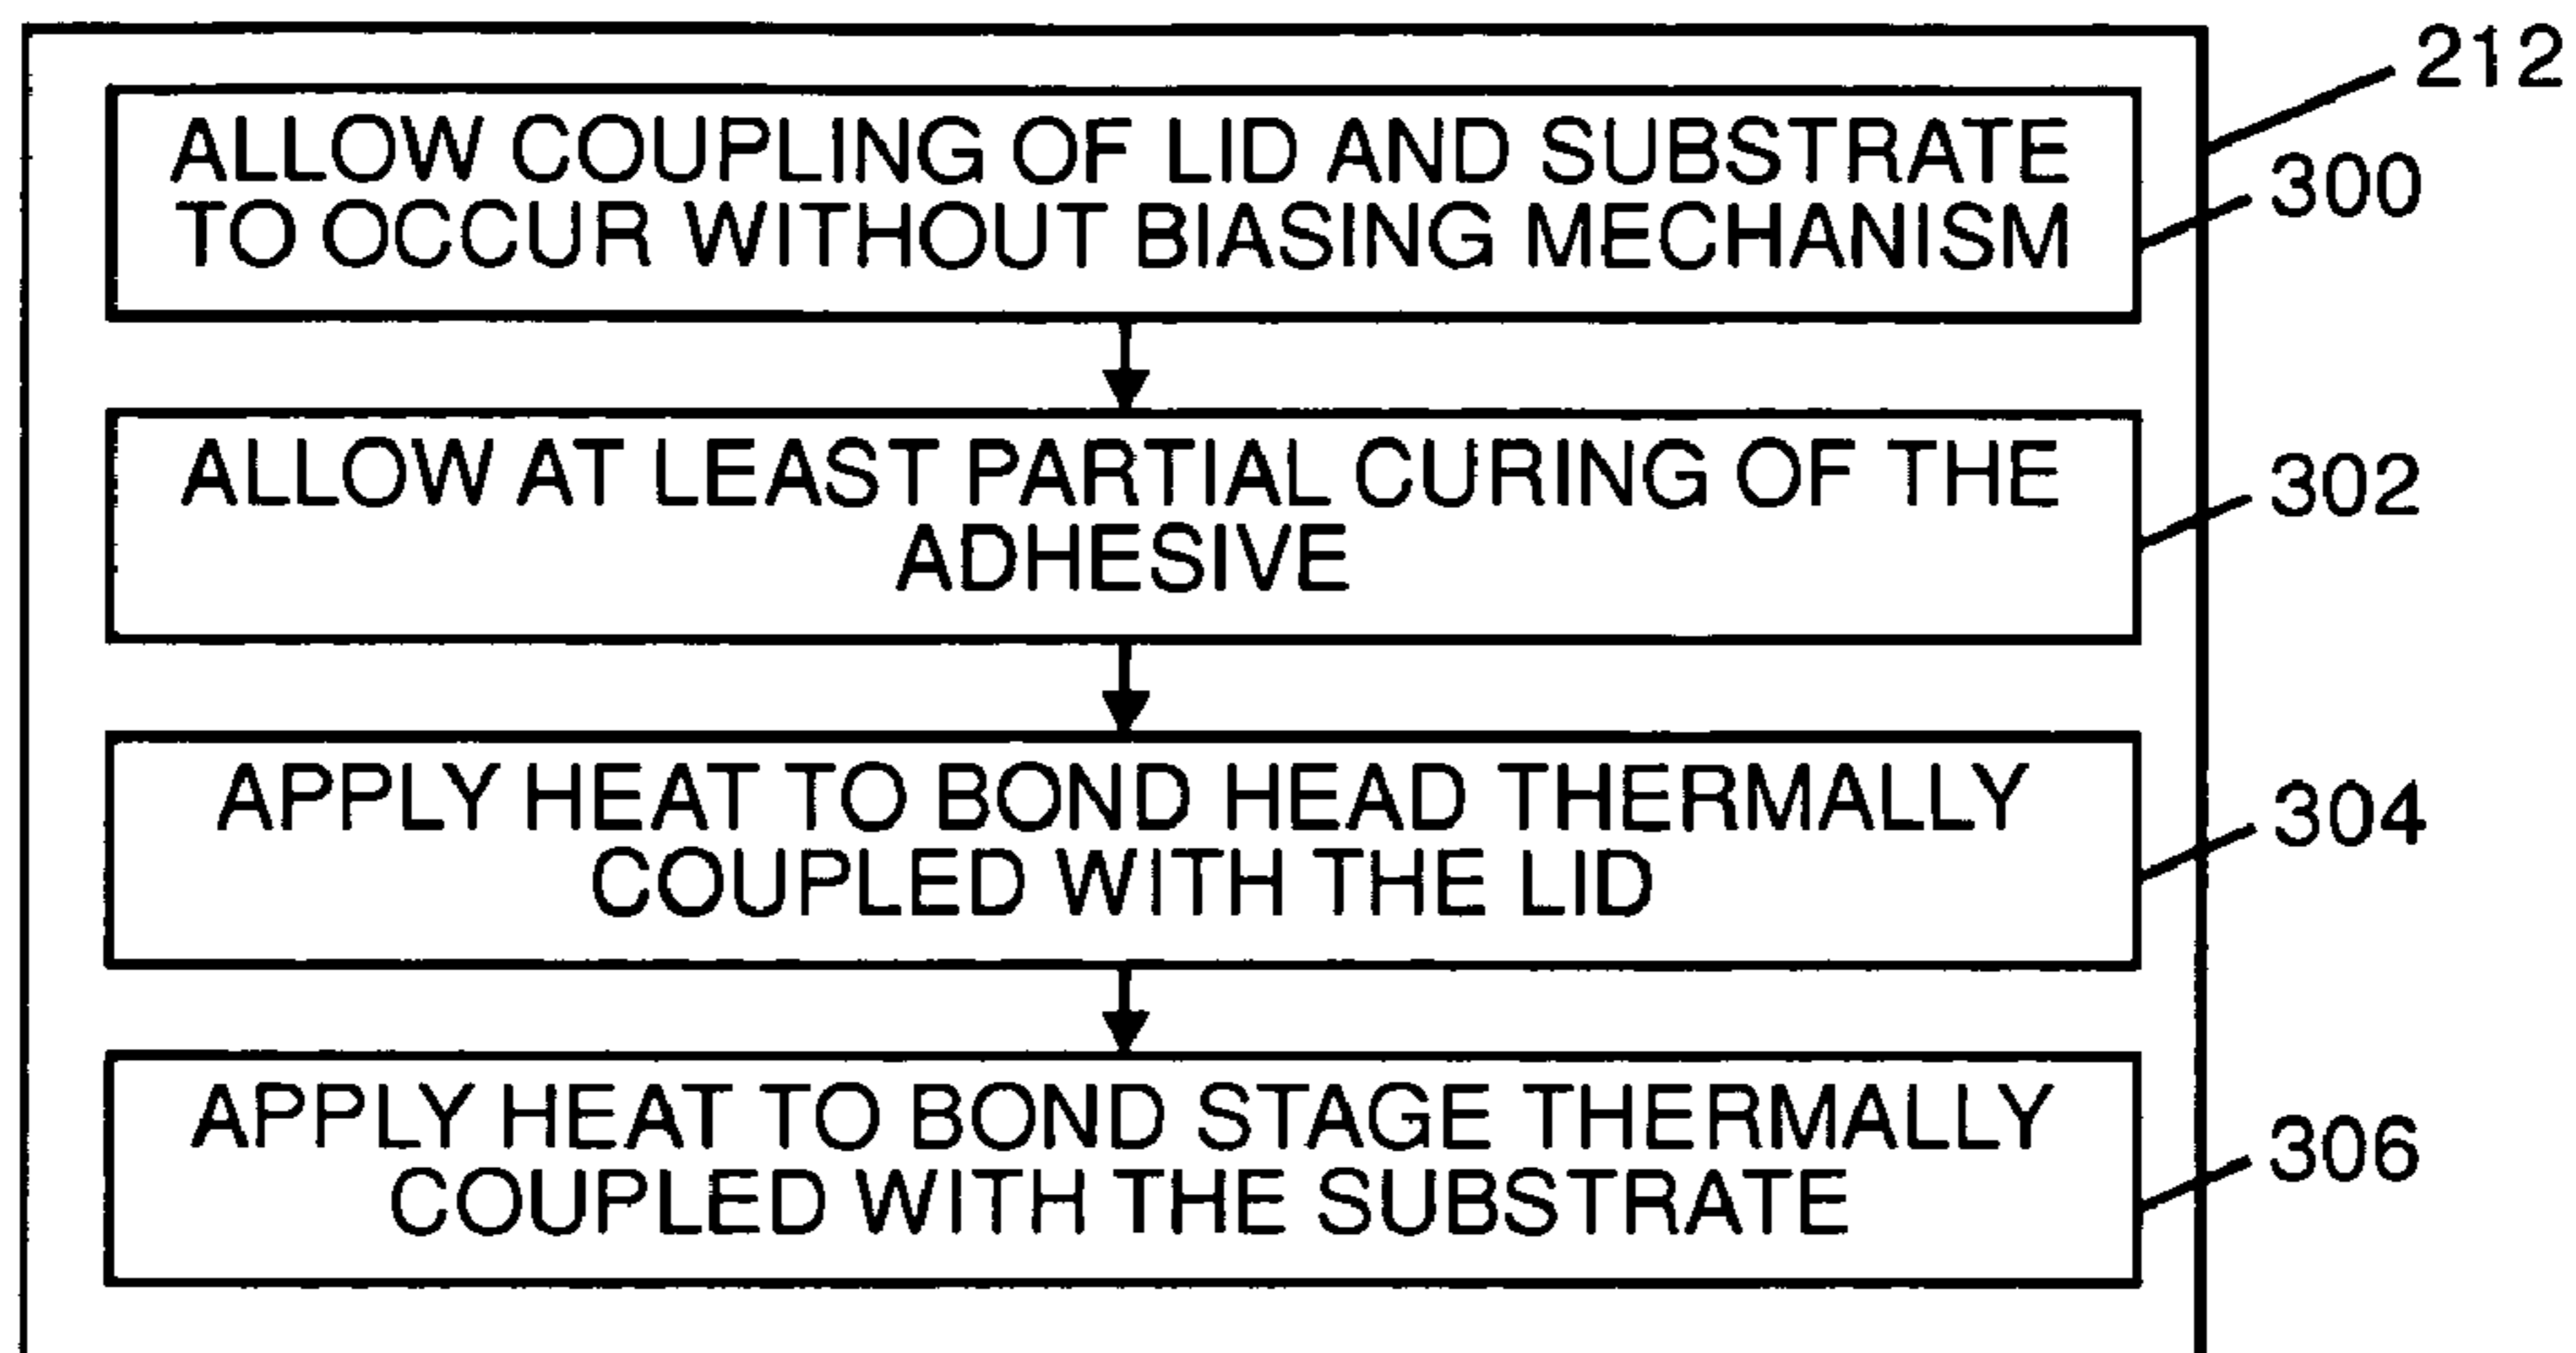 212
ALLOW COUPLING OF LID AND SUBSTRATE
TO OCCUR WITHOUT BIASING MECHANISM
300
ALLOW AT LEAST PARTIAL CURING OF THE
ADHESIVE
302
APPLY HEAT TO BOND HEAD THERMALLY
COUPLED WITH THE LID
304
APPLY HEAT TO BOND STAGE THERMALLY
COUPLED WITH THE SUBSTRATE
306